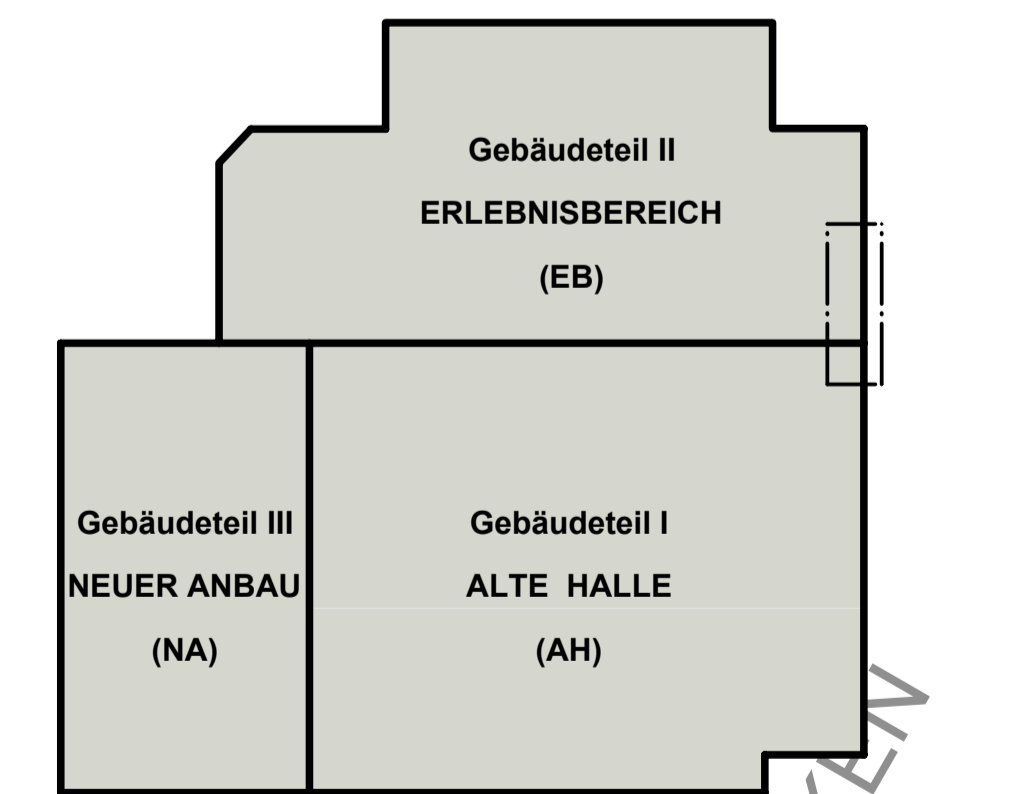 Gebäudeteil II
ERLEBNISBEREICH
(EB)
Gebäudeteil III
NEUER ANBAU
(NA)
Gebäudeteil I
ALTE HALLE
(AH)